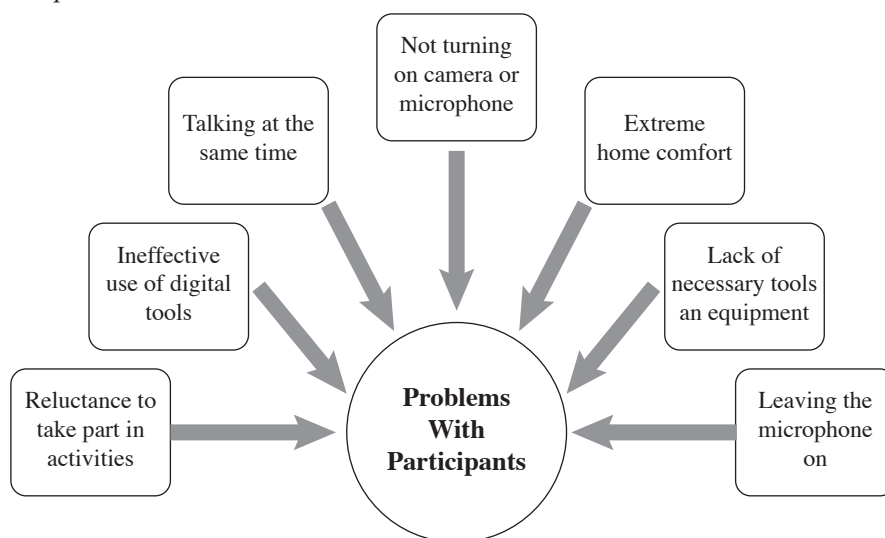 Not turning
on camera or
microphone
Talking at the
same time
Extreme
home comfort
Ineffective
use of digital
tools
Lack of
necessary tools
an equipment
Reluctance to
take part in
activities
Problems
With
Participants
Leaving the
microphone
on